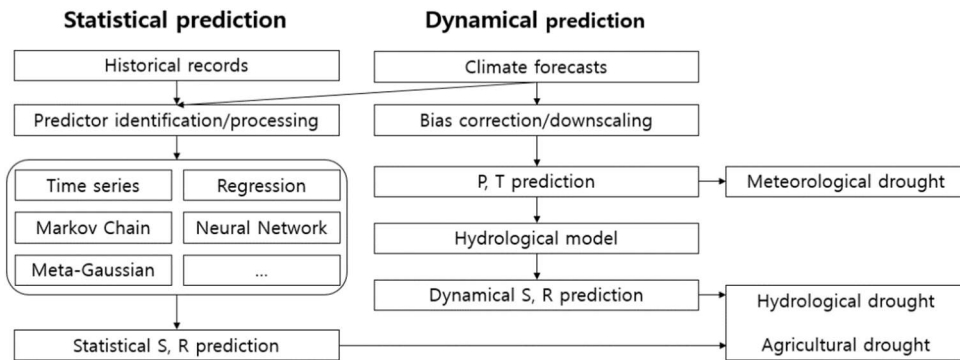 Statistical prediction
Dynamical prediction
Historical records
Climate forecasts
Predictor identification/processing
Bias correction/downscaling
Time series
Regression
P, T prediction
Meteorological drought
Markov Chain
Neural Network
Hydrological model
Meta-Gaussian
...
Dynamical S, R prediction
Hydrological drought
Statistical S, R prediction
Agricultural drought